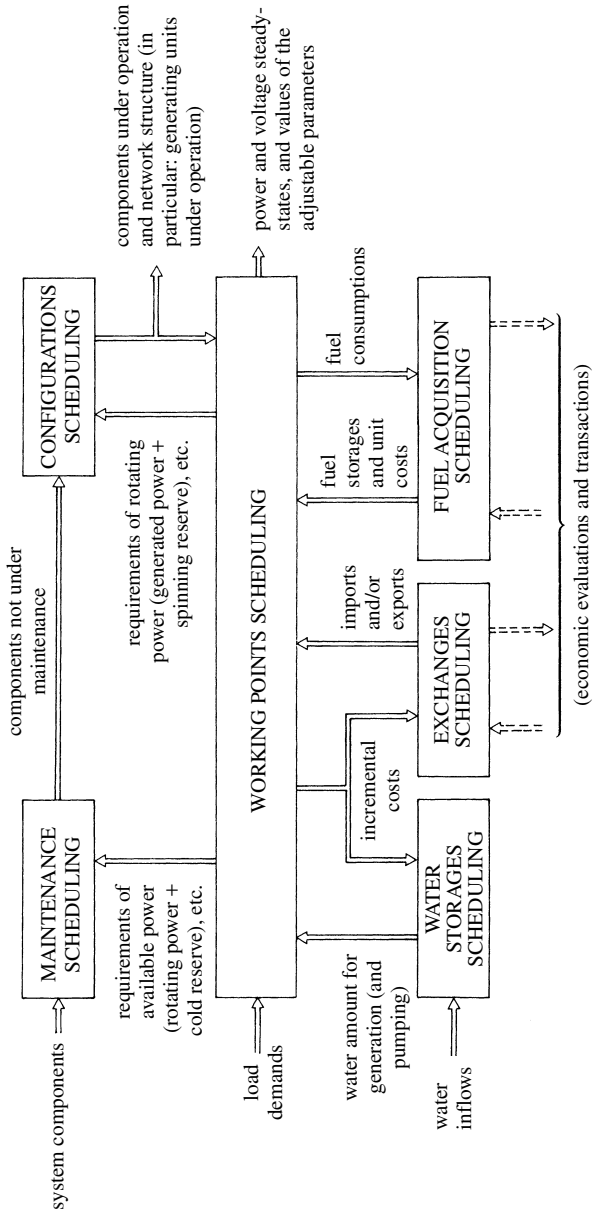 system components
MAINTENANCE
SCHEDULING
components not under
maintenance
CONFIGURATIONS
SCHEDULING
components under operation
and network structure (in
particular: generating units
under operation)
requirements of
available power
(rotating power +
cold reserve), etc.
requirements of rotating
power (generated power +
spinning reserve), etc.
load
demands
WORKING POINTS SCHEDULING
power and voltage steady-
states, and values of the
adjustable parameters
water amount for
generation (and
pumping)
incremental
costs
imports
and/or
exports
fuel
storages
and unit
costs
fuel
consumptions
water
inflows
WATER
STORAGES
SCHEDULING
EXCHANGES
SCHEDULING
FUEL ACQUISITION
SCHEDULING
(economic evaluations and transactions)